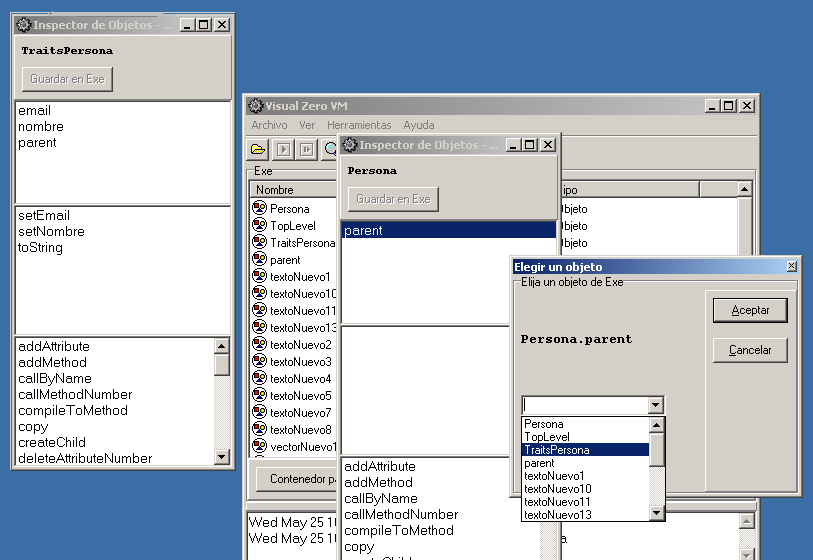 Inspector de Objetos - ...
TraitsPersona
Guardar en Exe
email
nombre
parent
setEmail
setNombre
toString
addAttribute
addMethod
callByName
callMethodNumber
compileToMethod
copy
createChild
deleteAttributeNumber
Visual Zero VM
Archivo Ver Herramientas Ayuda
Exe
Nombre
ipo
Persona
TopLevel
TraitsPersona
parent
textoNuevo1
textoNuevo10
textoNuevo11
textoNuevo13
textoNuevo2
textoNuevo3
textoNuevo4
textoNuevo5
textoNuevo7
textoNuevo8
vectorNuevo1
bjeto
bjeto
bjeto
Contenedor pa
Wed May 25 1
Wed May 25 1
Inspector de Objetos - ...
Persona
Guardar en Exe
parent
addAttribute
addMethod
callByName
callMethodNumber
compileToMethod
copy
Elegir un objeto
Elija un objeto de Exe
Persona.parent
Aceptar
Cancelar
Persona
TopLevel
TraitsPersona
parent
textoNuevo1
textoNuevo10
textoNuevo11
textoNuevo13